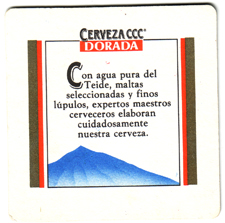 CERVEZA CCC®
DORADA
Con agua pura del
Teide, maltas
seleccionadas y finos
lúpulos, expertos maestros
cerveceros elaboran
cuidadosamente
nuestra cerveza.